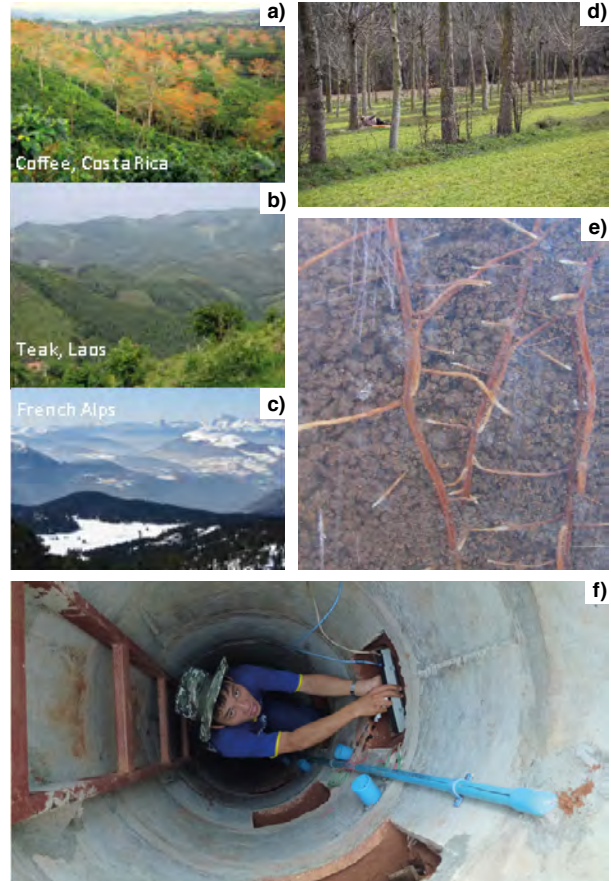 a)
Coffee, Costa Rica
b)
Teak, Laos
c)
French Alps
d)
e)
f)